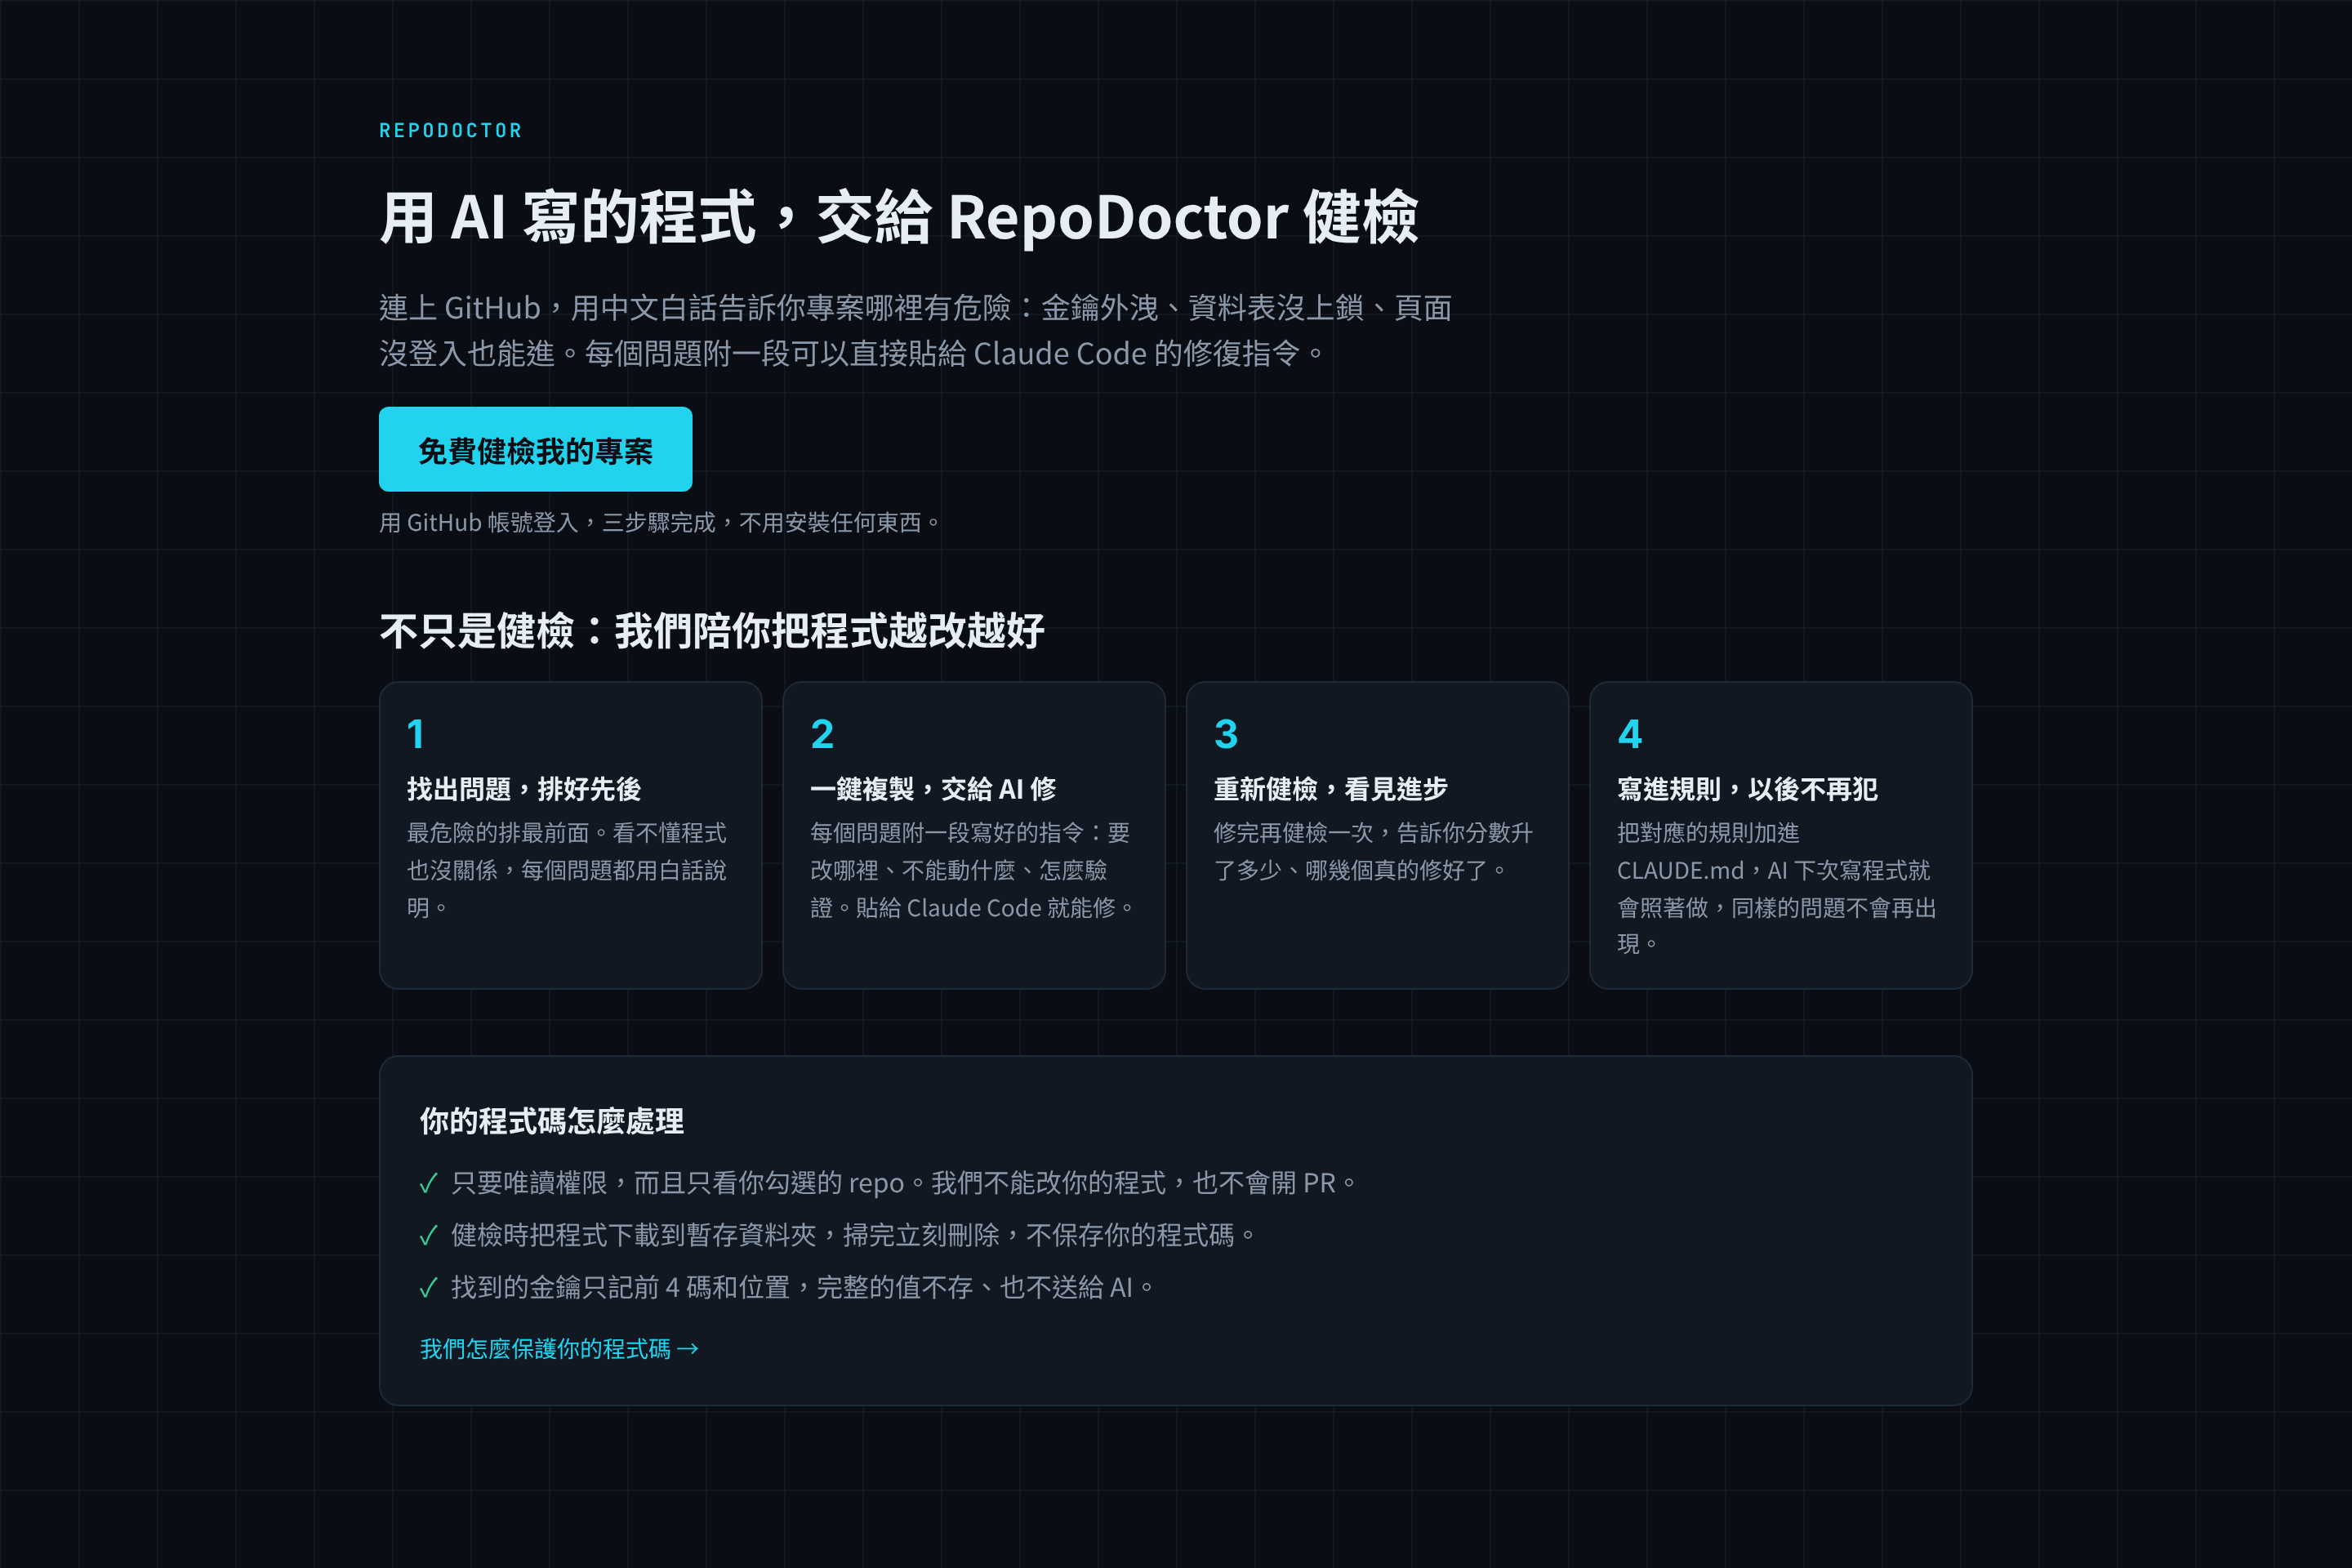 REPODOCTOR
用 AI 寫的程式，交給 RepoDoctor 健檢
連上 GitHub，用中文白話告訴你專案哪裡有危險：金鑰外洩、資料表沒上鎖、頁面
沒登入也能進。每個問題附一段可以直接貼給 Claude Code 的修復指令。
免費健檢我的專案
用 GitHub 帳號登入，三步驟完成，不用安裝任何東西。
不只是健檢：我們陪你把程式越改越好
1
找出問題，排好先後
最危險的排最前面。看不懂程式
也沒關係，每個問題都用白話說
明。
2
一鍵複製，交給 AI 修
每個問題附一段寫好的指令：要
改哪裡、不能動什麼、怎麼驗
證。貼給 Claude Code 就能修。
3
重新健檢，看見進步
修完再健檢一次，告訴你分數升
了多少、哪幾個真的修好了。
4
寫進規則，以後不再犯
把對應的規則加進
CLAUDE.md，AI 下次寫程式就
會照著做，同樣的問題不會再出
現。
你的程式碼怎麼處理
✓ 只要唯讀權限，而且只看你勾選的 repo。我們不能改你的程式，也不會開 PR。
✓ 健檢時把程式下載到暫存資料夾，掃完立刻刪除，不保存你的程式碼。
✓ 找到的金鑰只記前 4 碼和位置，完整的值不存、也不送給 AI。
我們怎麼保護你的程式碼 →